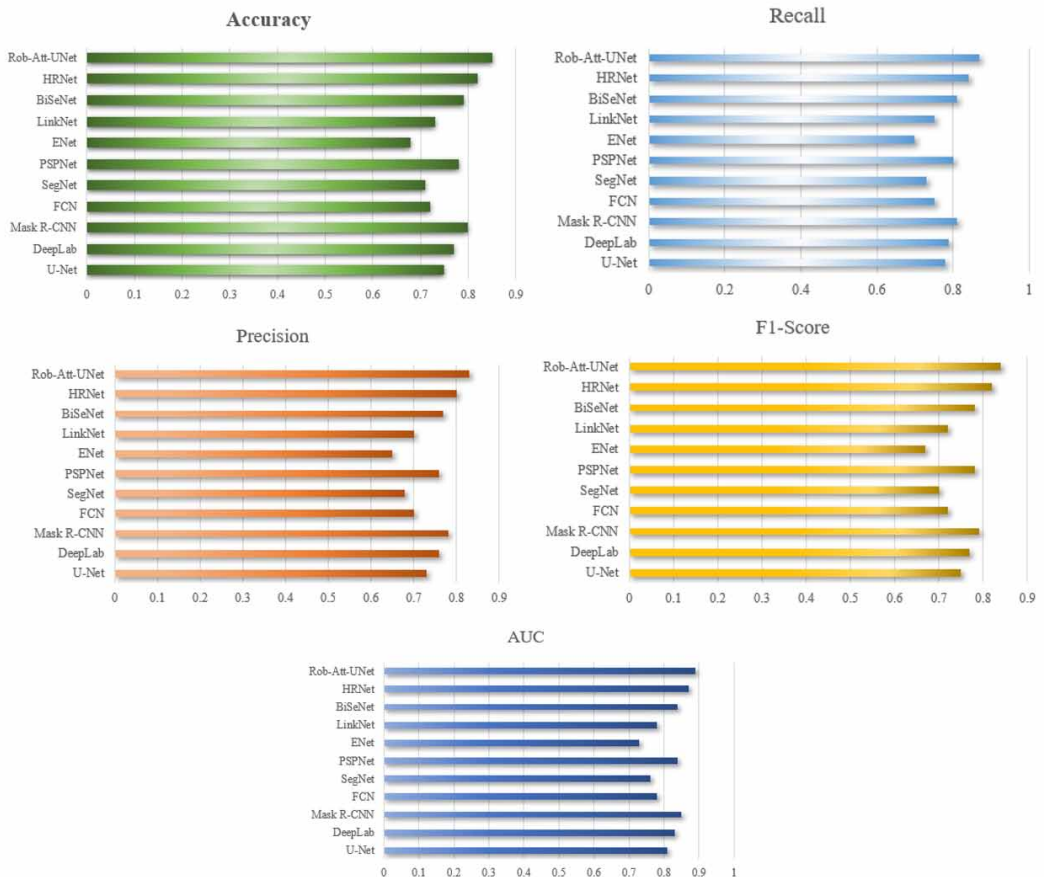 Accuracy
Rob-Att-UNet
HRNet
BiSeNet
LinkNet
ENet
PSPNet
SegNet
FCN
Mask R-CNN
DeepLab
U-Net
0 0.1 0.2 0.3 0.4 0.5 0.6 0.7 0.8 0.9
Recall
Rob-Att-UNet
HRNet
BiSeNet
LinkNet
ENet
PSPNet
SegNet
FCN
Mask R-CNN
DeepLab
U-Net
0 0.2 0.4 0.6 0.8 1
Precision
Rob-Att-UNet
HRNet
BiSeNet
LinkNet
ENet
PSPNet
SegNet
FCN
Mask R-CNN
DeepLab
U-Net
0 0.1 0.2 0.3 0.4 0.5 0.6 0.7 0.8 0.9
F1-Score
Rob-Att-UNet
HRNet
BiSeNet
LinkNet
ENet
PSPNet
SegNet
FCN
Mask R-CNN
DeepLab
U-Net
0 0.1 0.2 0.3 0.4 0.5 0.6 0.7 0.8 0.9
AUC
Rob-Att-UNet
HRNet
BiSeNet
LinkNet
ENet
PSPNet
SegNet
FCN
Mask R-CNN
DeepLab
U-Net
0 0.1 0.2 0.3 0.4 0.5 0.6 0.7 0.8 0.9 1